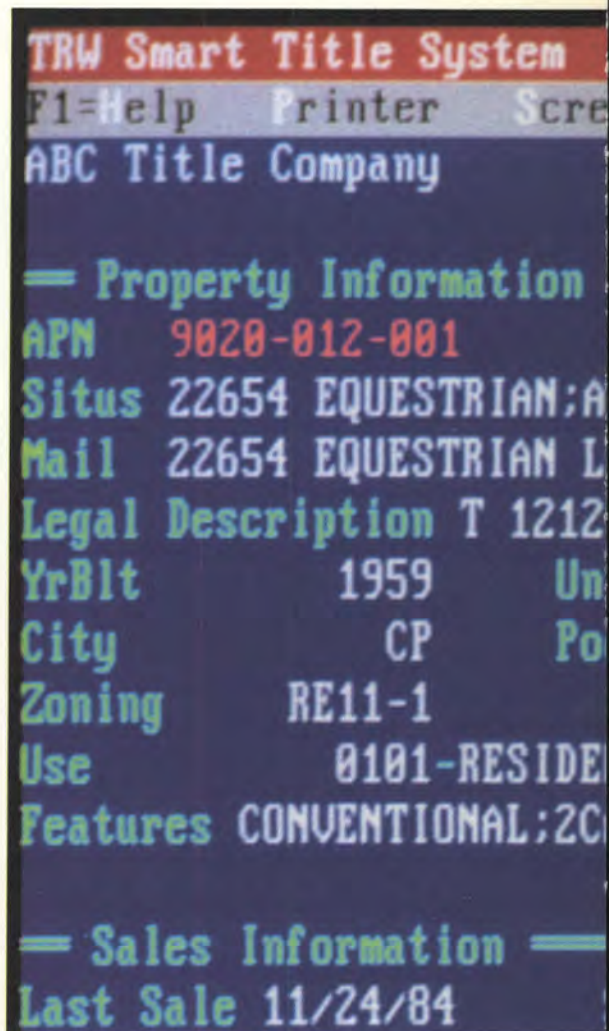 TRW Smart Title System
F1=Help Printer Scre
ABC Title Company
Property Information
APN 9020-012-001
Situs 22654 EQUESTRIAN;A
Mail 22654 EQUESTRIAN L
Legal Description T 1212
YrBlt 1959 Un
City CP Po
Zoning RE11-1
Use 0101-RESIDE
Features CONVENTIONAL;2C
Sales Information
Last Sale 11/24/84